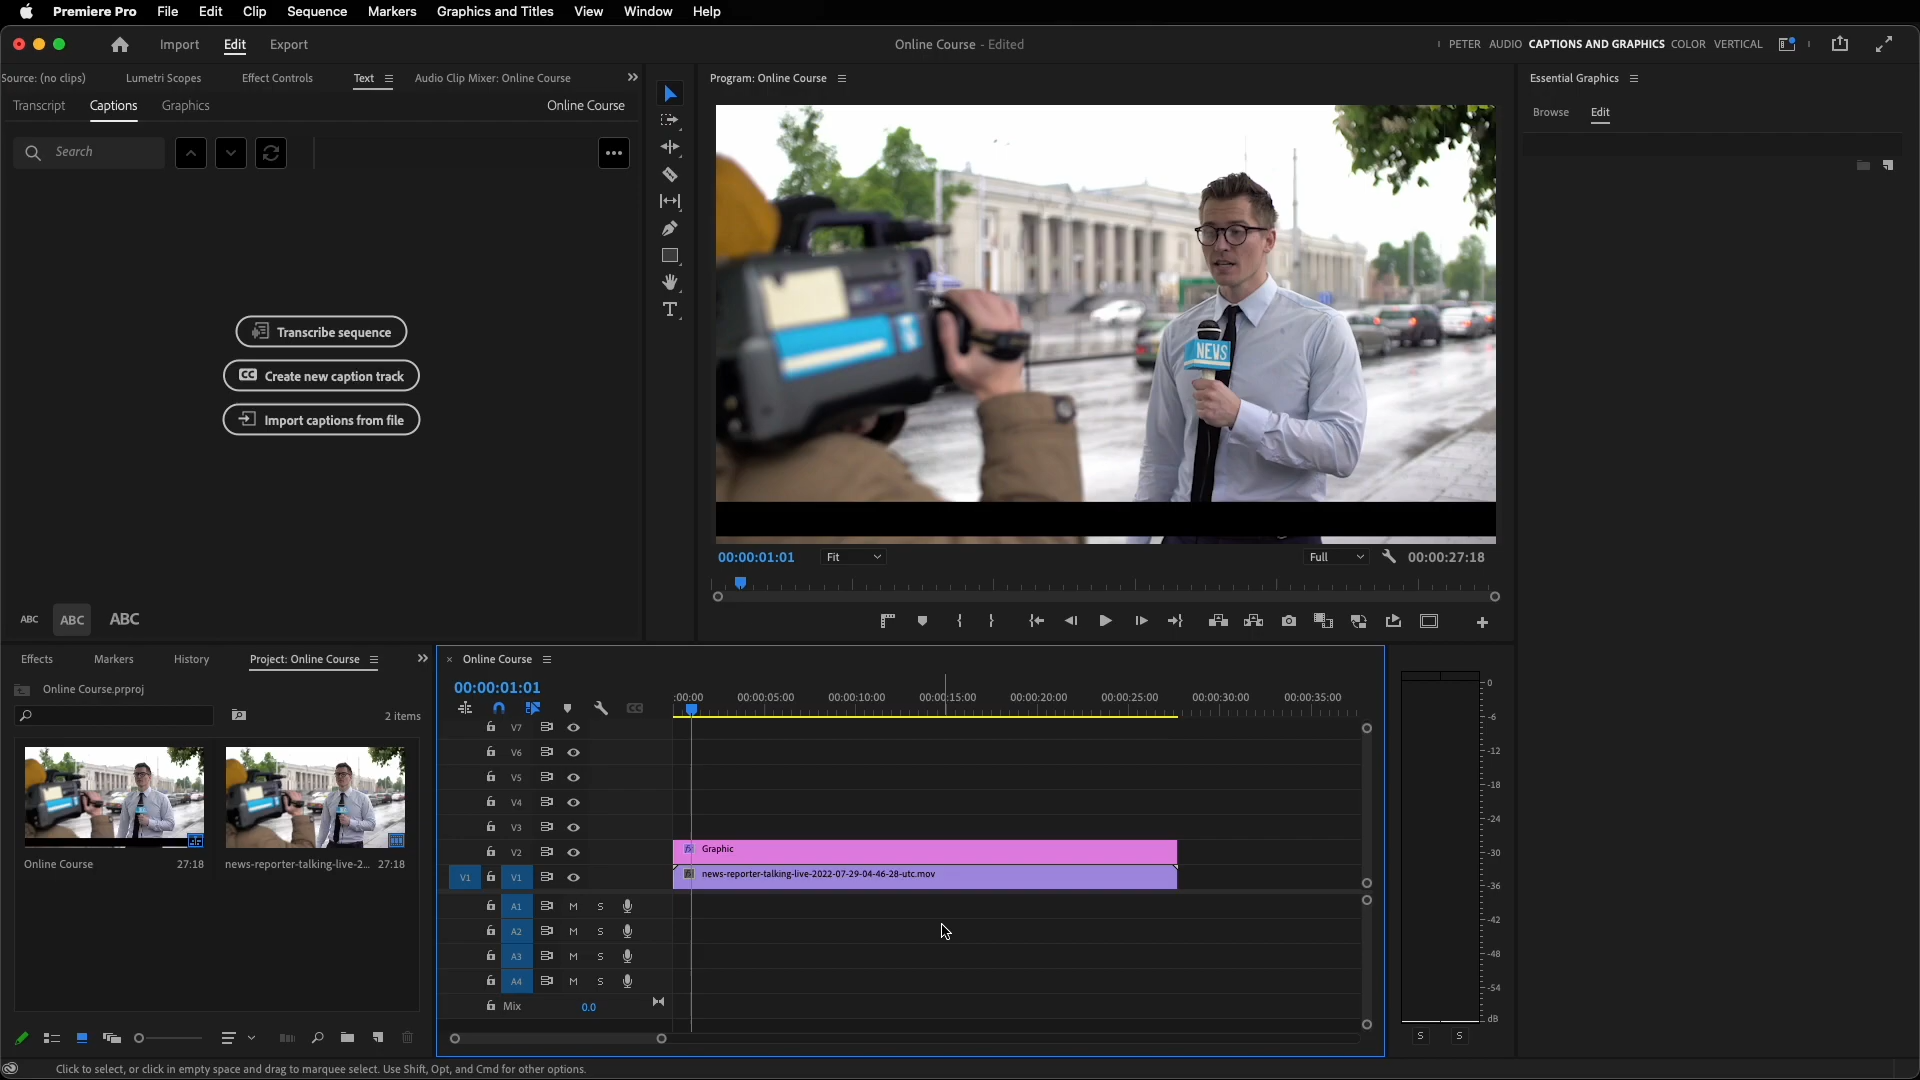 Premiere Pro File Edit Clip Sequence Markers Graphics and Titles View Window Help
Import Edit Export
Online Course - Edited
PETER AUDIO CAPTIONS AND GRAPHICS COLOR VERTICAL
Source: (no clips) Lumetri Scopes Effect Controls Text Audio Clip Mixer: Online Course
Transcript Captions Graphics Online Course
Search
Transcribe sequence
CC Create new caption track
Import captions from file
ABC ABC ABC
Program: Online Course
NEWS
00:00:01:01 Fit Full 00:00:27:18
Essential Graphics
Browse Edit
Effects Markers History Project: Online Course
Online Course.prproj
2 items
Online Course 27:18
news-reporter-talking-live-2... 27:18
Online Course
00:00:01:01
:00:00 00:00:05:00 00:00:10:00 00:00:15:00 00:00:20:00 00:00:25:00 00:00:30:00 00:00:35:00
V7
V6
V5
V4
V3
V2 fx Graphic
V1 V1 fx news-reporter-talking-live-2022-07-29-04-46-28-utc.mov
A1 M S
A2 M S
A3 M S
A4 M S
Mix 0.0
0
-6
-12
-18
-24
-30
-36
-42
-48
-54
dB
S S
Click to select, or click in empty space and drag to marquee select. Use Shift, Opt, and Cmd for other options.